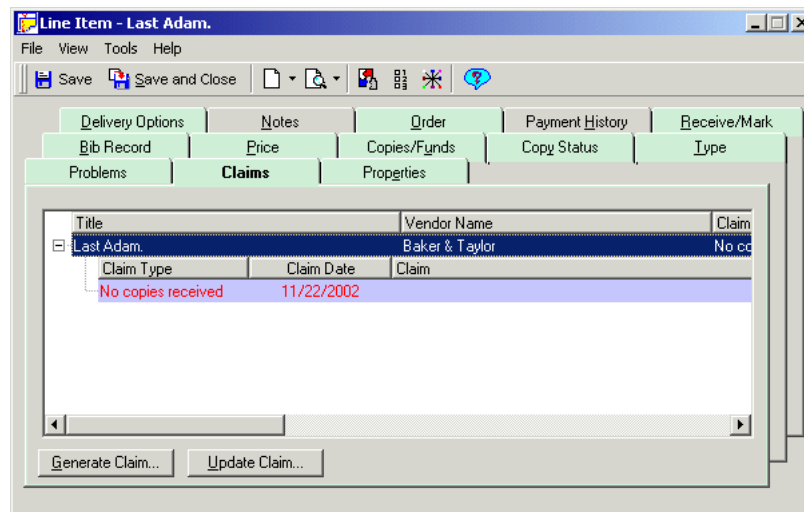 Line Item - Last Adam.
File View Tools Help
Save Save and Close
Delivery Options Notes Order Payment History Receive/Mark
Bib Record Price Copies/Funds Copy Status Type
Problems Claims Properties
Title Vendor Name Claim
Last Adam. Baker & Taylor No co
Claim Type Claim Date Claim
No copies received 11/22/2002
Generate Claim... Update Claim...